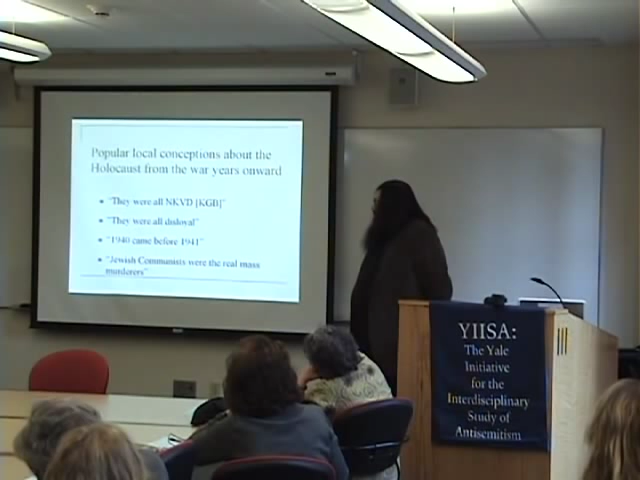 Popular local conceptions about the
Holocaust from the war years onward
"They were all NKVD [KGB]"
"They were all disloyal"
"1940 came before 1941"
"Jewish Communists were the real mass
murderers"
YIISA:
The Yale
Initiative
for the
Interdisciplinary
Study of
Antisemitism